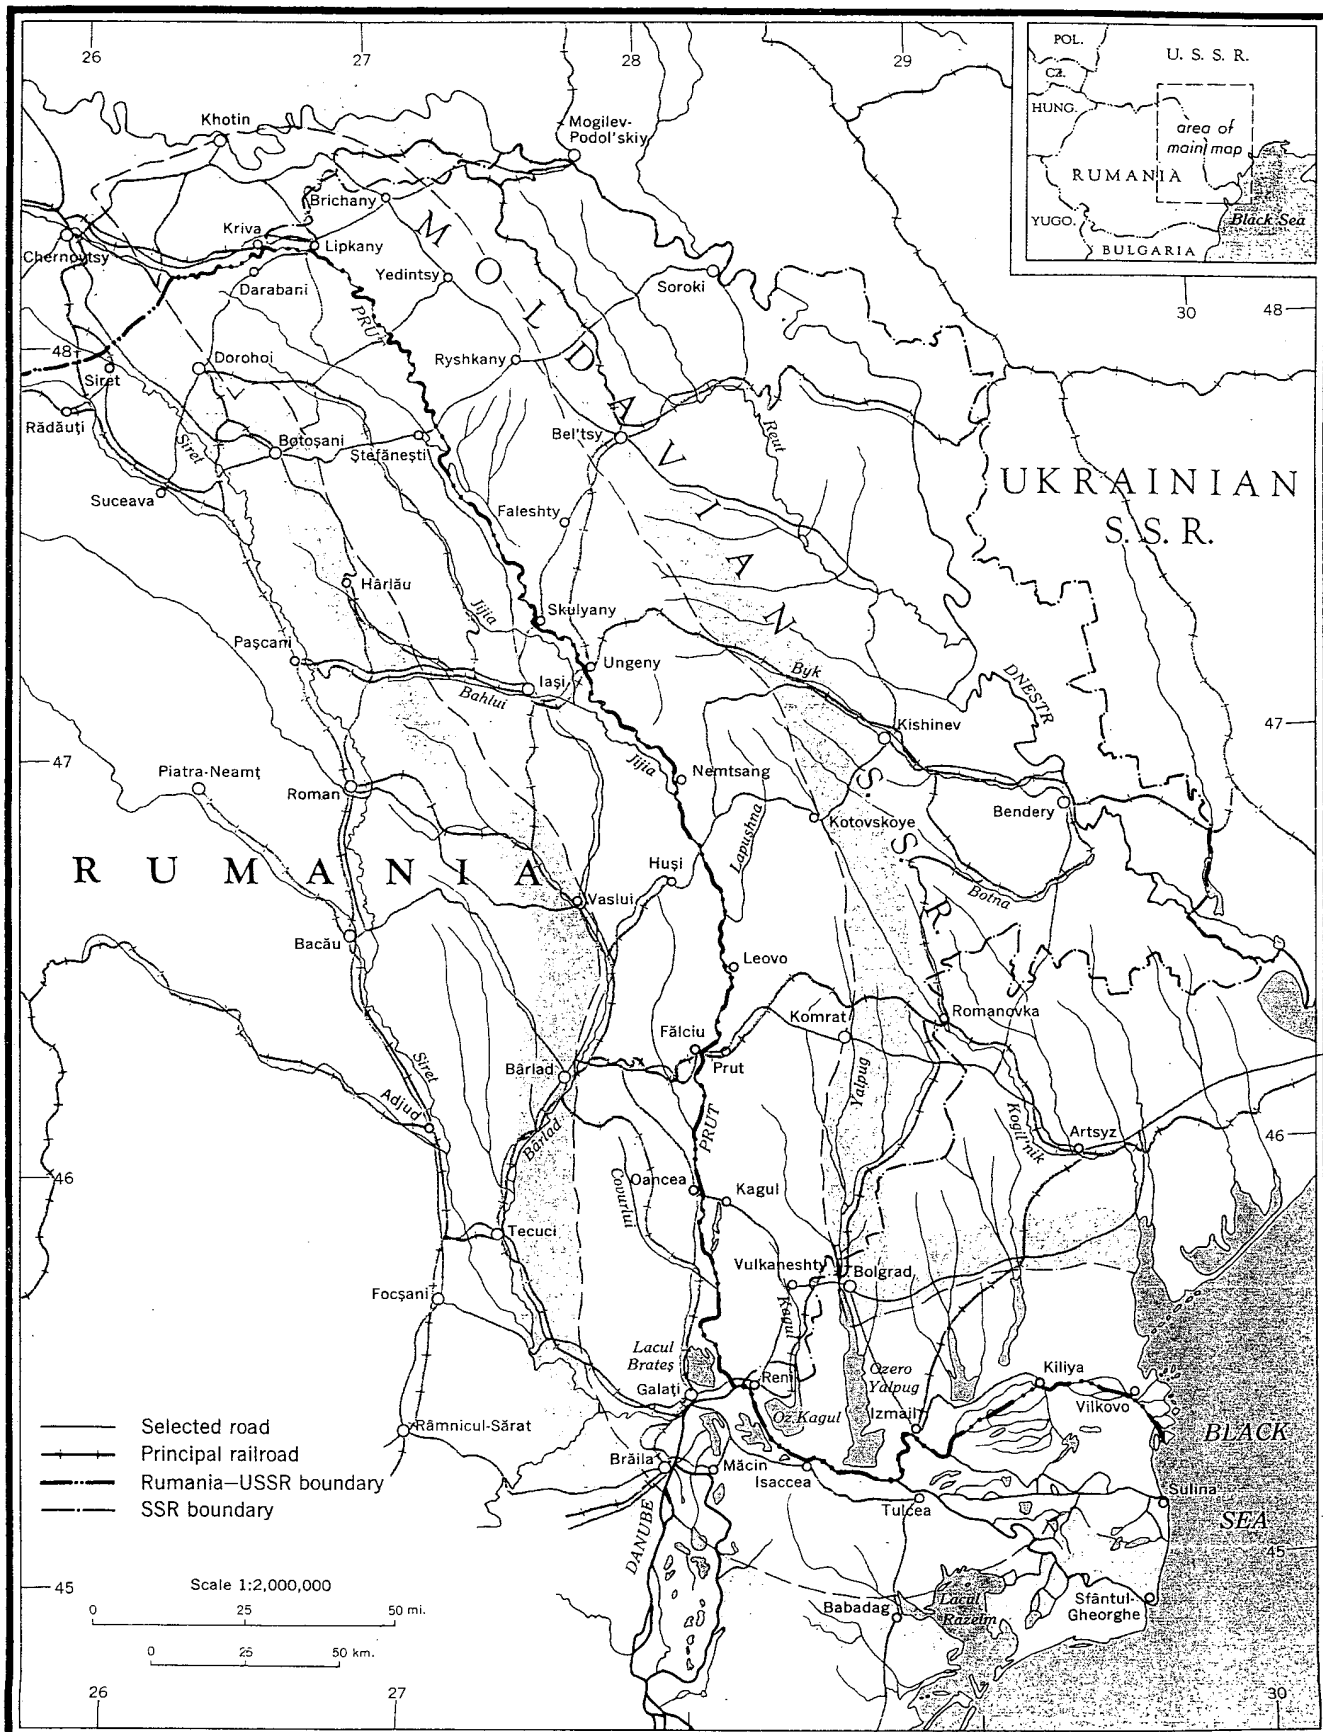 26
27
28
29
POL.
U. S. S. R.
CZ.
HUNG.
area of
main map
RUMANIA
YUGO.
Black Sea
BULGARIA
30
48
Khotin
Mogilev-
Podol'skiy
Brichany
Kriva
Lipkany
Chernovtsy
Darabani
Yedintsy
Soroki
PRUT
48
Dorohoi
Ryshkany
Siret
Rădăuţi
Siret
Botoşani
Ştefăneşti
Bel'tsy
Reut
MOLDAVIAN S. S. R.
UKRAINIAN
S. S. R.
Suceava
Faleshty
Hârlău
Jijia
Skulyany
Paşcani
Ungeny
Iaşi
Bahlui
Byk
DNESTR
Kishinev
47
47
Jijia
Nemtsang
Piatra-Neamţ
Roman
Kotovskoye
Bendery
Lapushna
RUMANIA
Huşi
Vaslui
Botna
Bacău
Leovo
Komrat
Romanovka
Fălciu
Prut
Siret
Bârlad
Yalpug
Adjud
Bârlad
PRUT
Kogil'nik
Artsyz
46
46
Covurlui
Oancea
Kagul
Tecuci
Vulkaneshty
Bolgrad
Focşani
Kagul
Lacul
Brateş
Ozero
Yalpug
Kiliya
Galaţi
Reni
Oz Kagul
Izmail
Vilkovo
Râmnicul-Sărat
BLACK
SEA
Brăila
Măcin
Isaccea
Tulcea
Sulina
DANUBE
45
45
Babadag
Lacul
Razelm
Sfântul-
Gheorghe
Selected road
Principal railroad
Rumania—USSR boundary
SSR boundary
Scale 1:2,000,000
0 25 50 mi.
0 25 50 km.
26
27
30